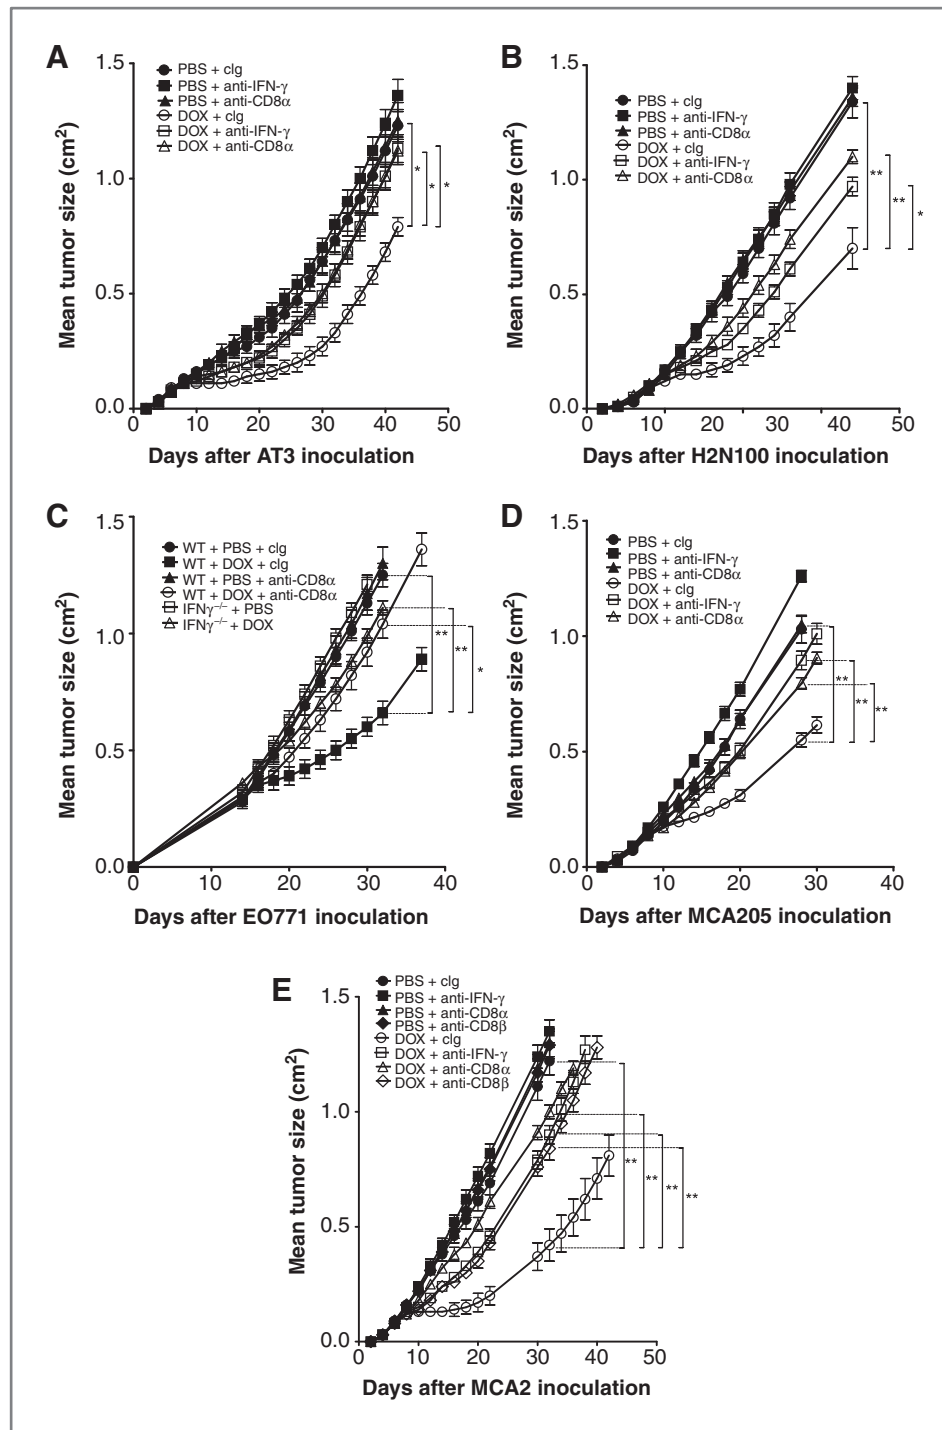 A
1.5
1.0
0.5
0.0
Mean tumor size (cm²)
PBS + cIg
PBS + anti-IFN-γ
PBS + anti-CD8α
DOX + cIg
DOX + anti-IFN-γ
DOX + anti-CD8α
* * *
0 10 20 30 40 50
Days after AT3 inoculation
B
1.5
1.0
0.5
0.0
Mean tumor size (cm²)
PBS + cIg
PBS + anti-IFN-γ
PBS + anti-CD8α
DOX + cIg
DOX + anti-IFN-γ
DOX + anti-CD8α
** ** *
0 10 20 30 40 50
Days after H2N100 inoculation
C
1.5
1.0
0.5
0.0
Mean tumor size (cm²)
WT + PBS + cIg
WT + DOX + cIg
WT + PBS + anti-CD8α
WT + DOX + anti-CD8α
IFNγ⁻/⁻ + PBS
IFNγ⁻/⁻ + DOX
** ** *
0 10 20 30 40
Days after EO771 inoculation
D
1.5
1.0
0.5
0.0
Mean tumor size (cm²)
PBS + cIg
PBS + anti-IFN-γ
PBS + anti-CD8α
DOX + cIg
DOX + anti-IFN-γ
DOX + anti-CD8α
** ** **
0 10 20 30 40
Days after MCA205 inoculation
E
1.5
1.0
0.5
0.0
Mean tumor size (cm²)
PBS + cIg
PBS + anti-IFN-γ
PBS + anti-CD8α
PBS + anti-CD8β
DOX + cIg
DOX + anti-IFN-γ
DOX + anti-CD8α
DOX + anti-CD8β
** ** ** **
0 10 20 30 40 50
Days after MCA2 inoculation